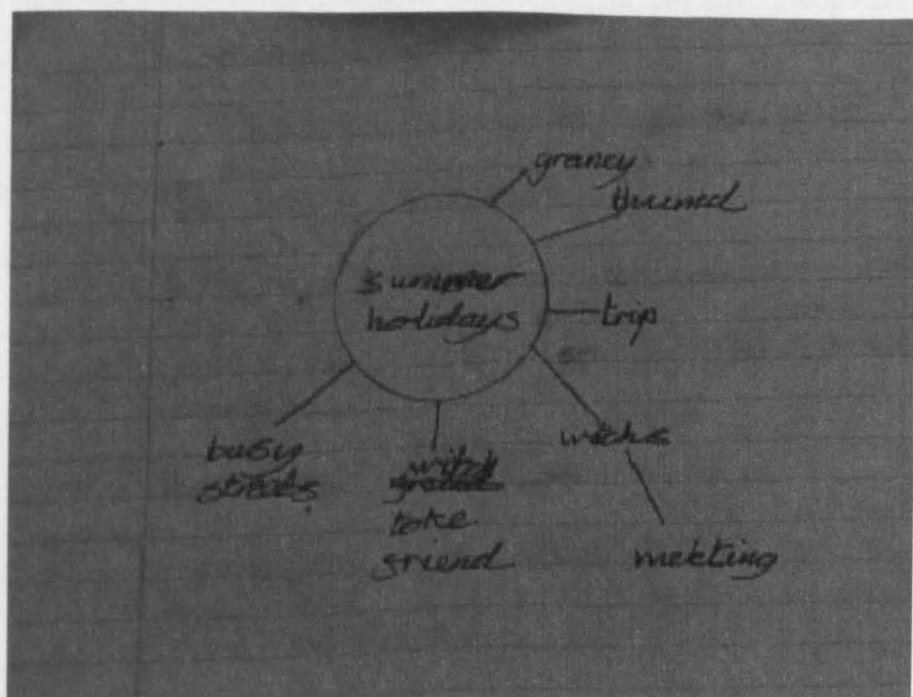 graney
summer
holidays
trip
busy
streets
take
friend
meeting